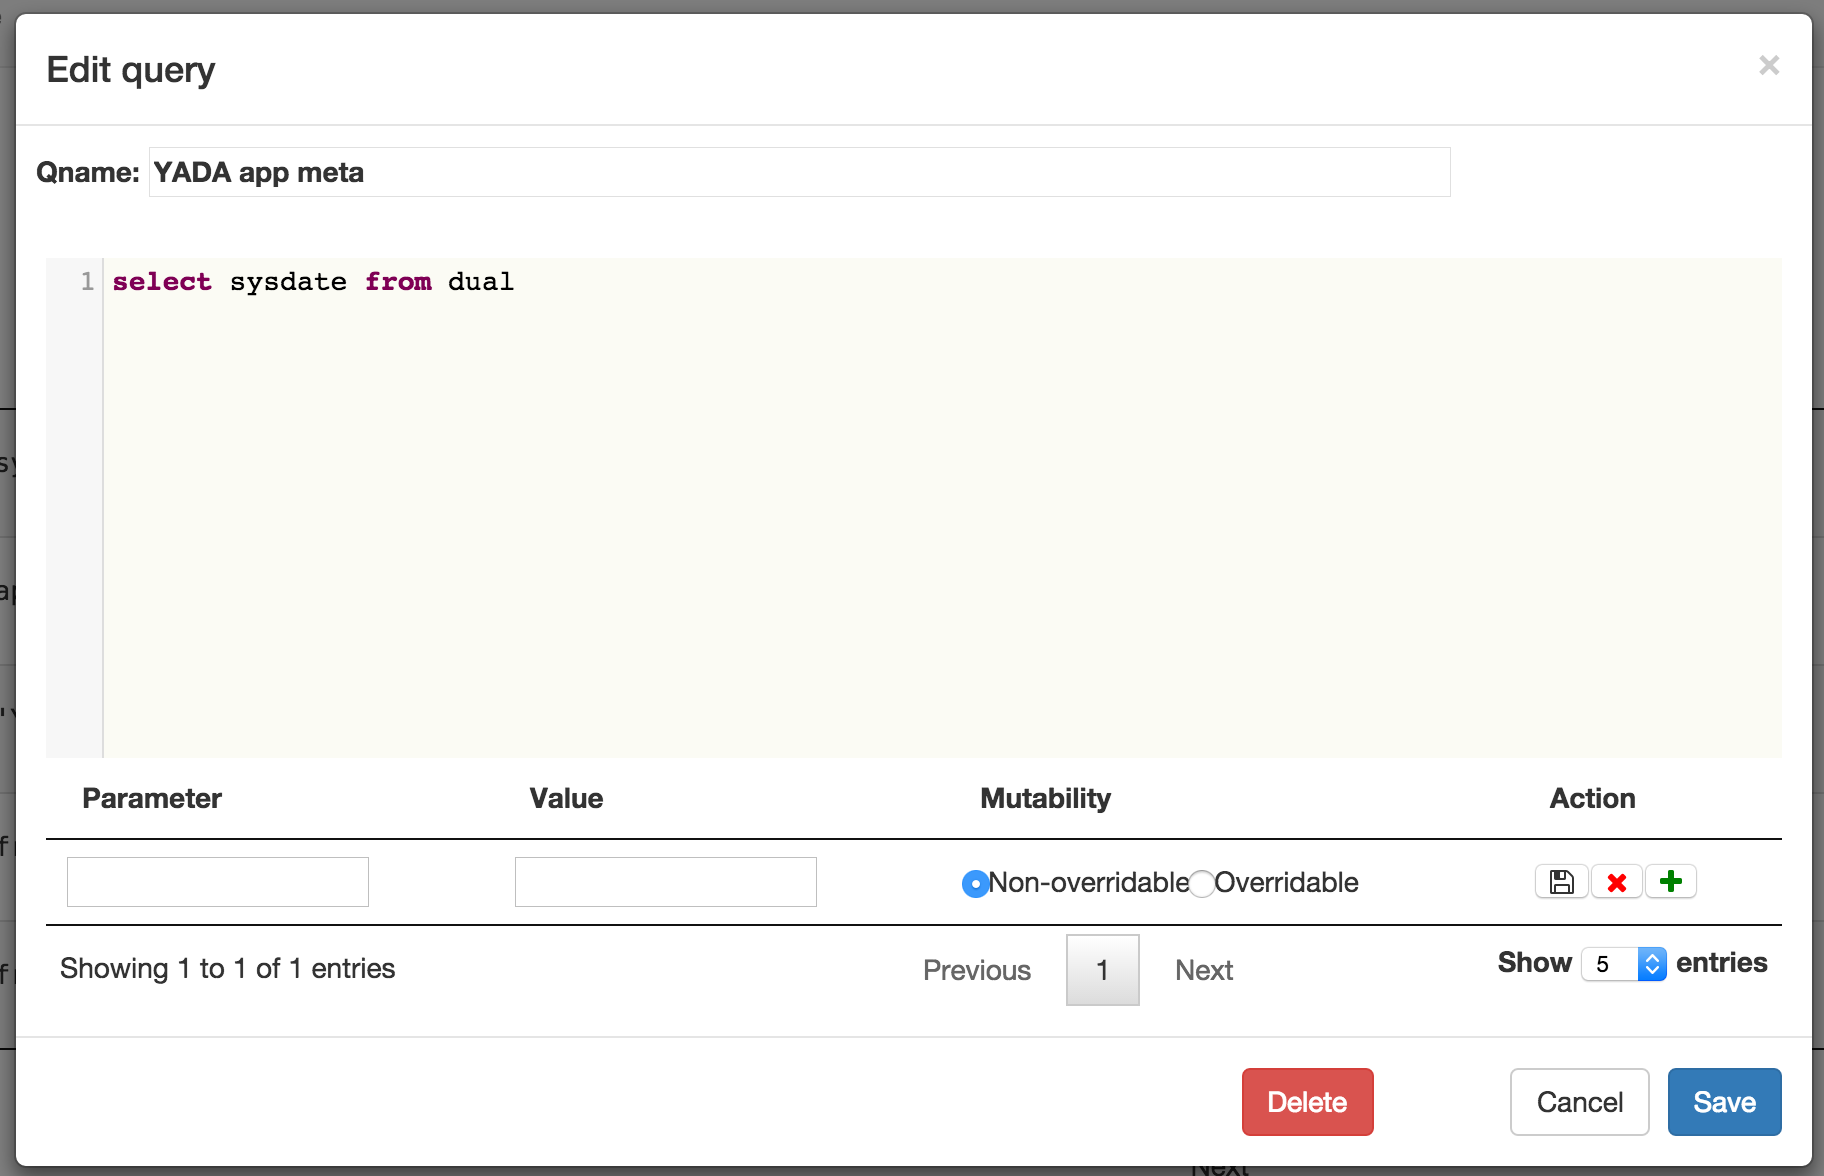 Edit query
×
Qname: YADA app meta
1 select sysdate from dual
Parameter Value Mutability Action
Non-overridable Overridable
Showing 1 to 1 of 1 entries Previous 1 Next Show 5 entries
Delete Cancel Save
Next